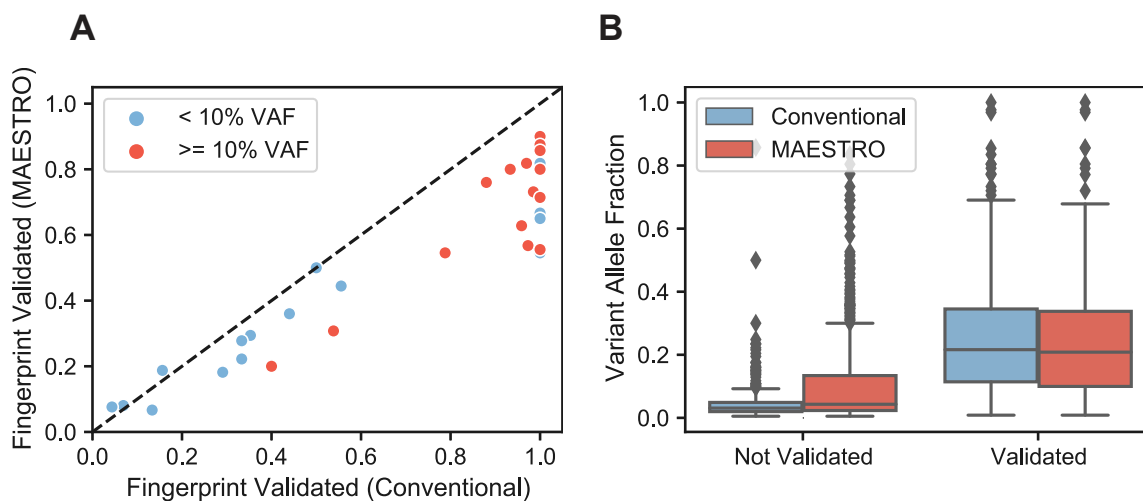 A
Fingerprint Validated (MAESTRO)
1.0
0.8
0.6
0.4
0.2
0.0
< 10% VAF
>= 10% VAF
0.0 0.2 0.4 0.6 0.8 1.0
Fingerprint Validated (Conventional)
B
Variant Allele Fraction
1.0
0.8
0.6
0.4
0.2
0.0
Conventional
MAESTRO
Not Validated Validated